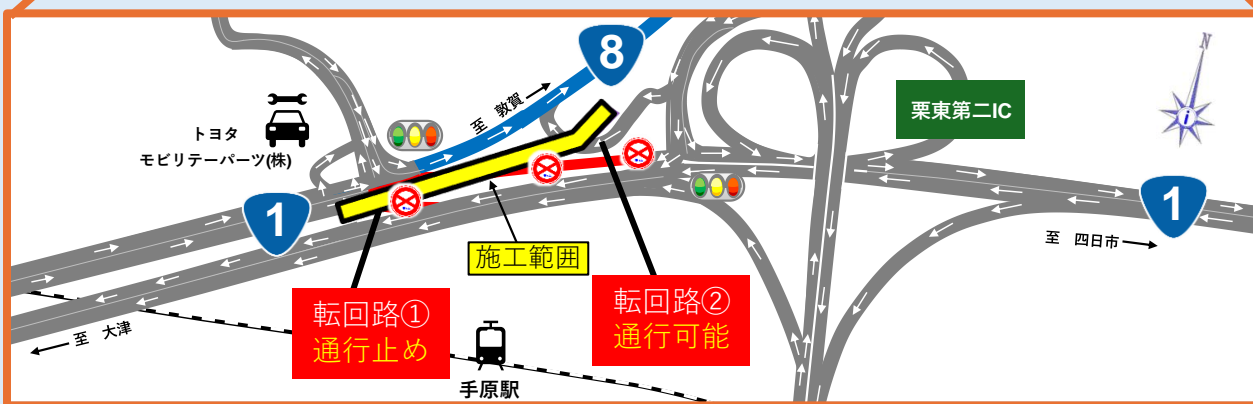 8
N
栗東第二IC
至 敦賀
トヨタ
モビリテーパーツ(株)
1
1
至 四日市
施工範囲
転回路①
通行止め
転回路②
通行可能
至 大津
手原駅